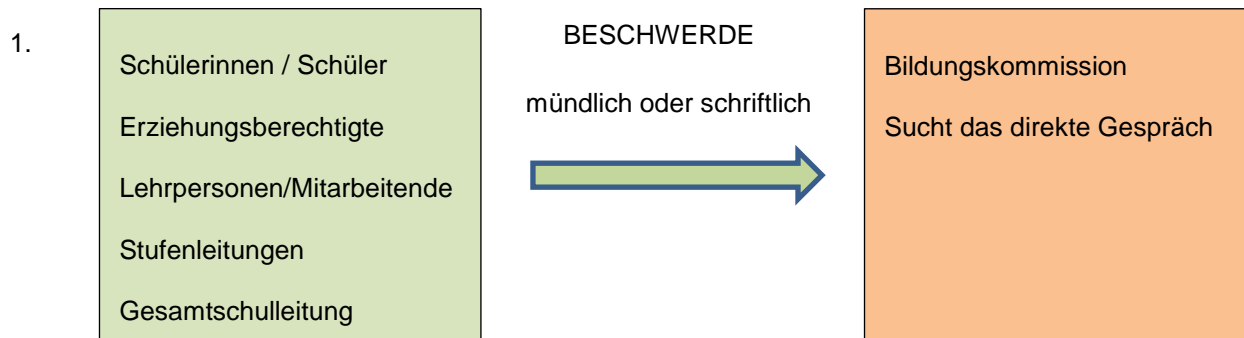 1.
Schülerinnen / Schüler
Erziehungsberechtigte
Lehrpersonen/Mitarbeitende
Stufenleitungen
Gesamtschulleitung
BESCHWERDE
mündlich oder schriftlich
Bildungskommission
Sucht das direkte Gespräch